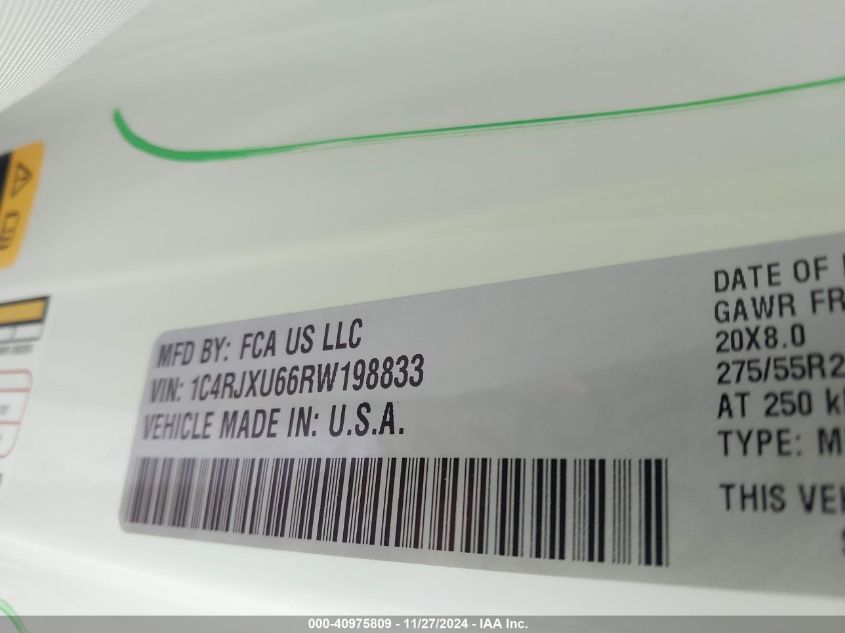 MFD BY: FCA US LLC
VIN: 1C4RJXU66RW198833
VEHICLE MADE IN: U.S.A.
DATE OF
GAWR FR
20X8.0
275/55R2
AT 250
TYPE: M
THIS VEH
000-40975809 - 11/27/2024 - IAA Inc.